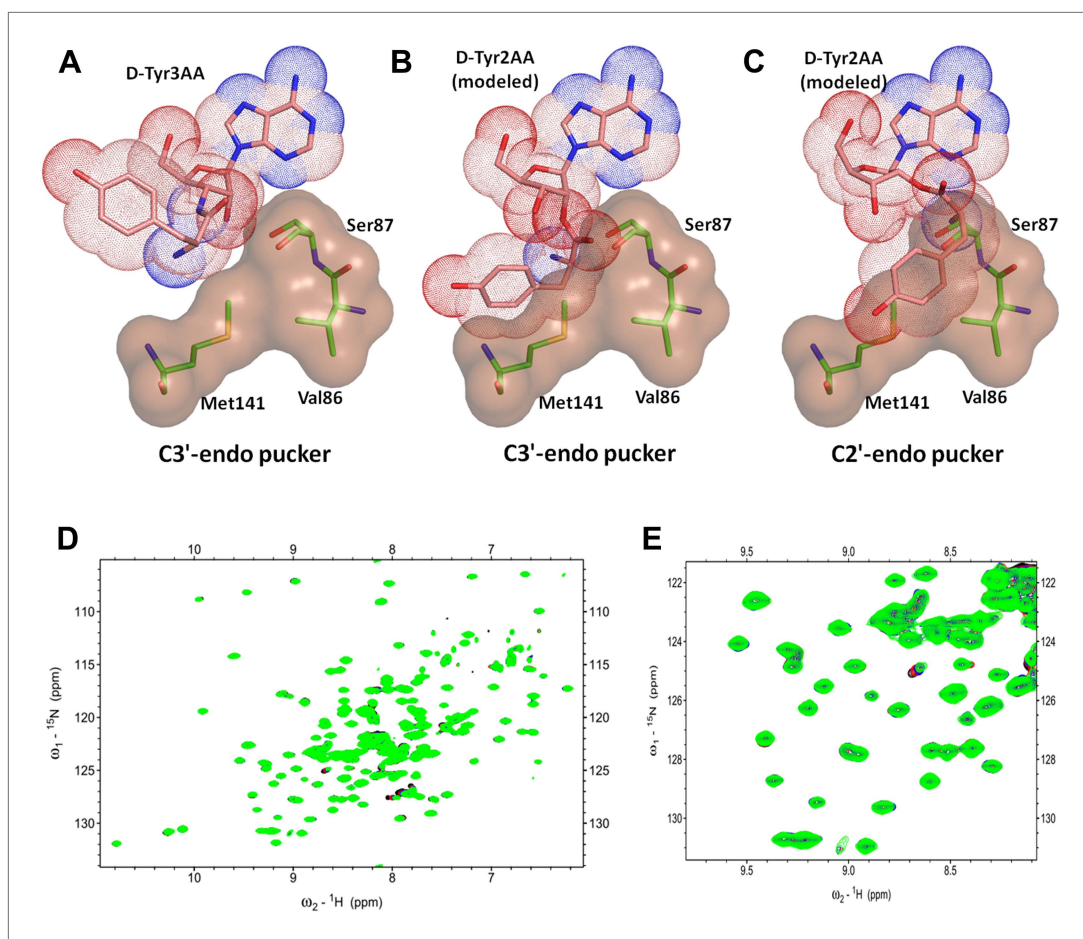 A
D-Tyr3AA
Ser87
Met141
Val86
C3'-endo pucker
B
D-Tyr2AA
(modeled)
Ser87
Met141
Val86
C3'-endo pucker
C
D-Tyr2AA
(modeled)
Ser87
Met141
Val86
C2'-endo pucker
D
10 9 8 7
110
115
120
125
130
ω1 - 15N (ppm)
110
115
120
125
130
10 9 8 7
ω2 - 1H (ppm)
E
9.5 9.0 8.5
122
124
126
128
130
ω1 - 15N (ppm)
122
124
126
128
130
9.5 9.0 8.5
ω2 - 1H (ppm)